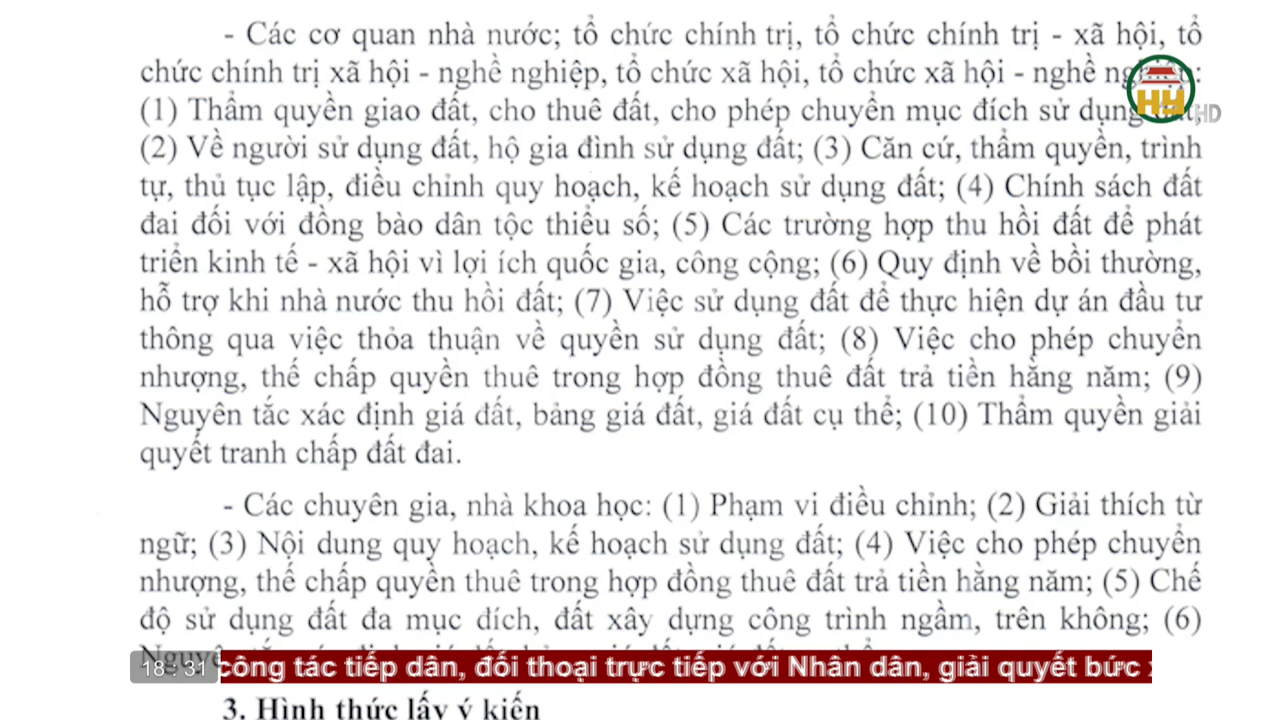 - Các cơ quan nhà nước; tổ chức chính trị, tổ chức chính trị - xã hội, tổ
chức chính trị xã hội - nghề nghiệp, tổ chức xã hội, tổ chức xã hội - nghề
(1) Thẩm quyền giao đất, cho thuê đất, cho phép chuyển mục đích sử dụng
HY HD
(2) Về người sử dụng đất, hộ gia đình sử dụng đất; (3) Căn cứ, thẩm quyền, trình
tự, thủ tục lập, điều chỉnh quy hoạch, kế hoạch sử dụng đất; (4) Chính sách đất
đai đối với đồng bào dân tộc thiểu số; (5) Các trường hợp thu hồi đất để phát
triển kinh tế - xã hội vì lợi ích quốc gia, công cộng; (6) Quy định về bồi thường,
hỗ trợ khi nhà nước thu hồi đất; (7) Việc sử dụng đất để thực hiện dự án đầu tư
thông qua việc thỏa thuận về quyền sử dụng đất; (8) Việc cho phép chuyển
nhượng, thế chấp quyền thuê trong hợp đồng thuê đất trả tiền hằng năm; (9)
Nguyên tắc xác định giá đất, bảng giá đất, giá đất cụ thể; (10) Thẩm quyền giải
quyết tranh chấp đất đai.
- Các chuyên gia, nhà khoa học: (1) Phạm vi điều chỉnh; (2) Giải thích từ
ngữ; (3) Nội dung quy hoạch, kế hoạch sử dụng đất; (4) Việc cho phép chuyển
nhượng, thế chấp quyền thuê trong hợp đồng thuê đất trả tiền hằng năm; (5) Chế
độ sử dụng đất đa mục đích, đất xây dựng công trình ngầm, trên không; (6)
18:31 công tác tiếp dân, đối thoại trực tiếp với Nhân dân, giải quyết bức
3. Hình thức lấy ý kiến